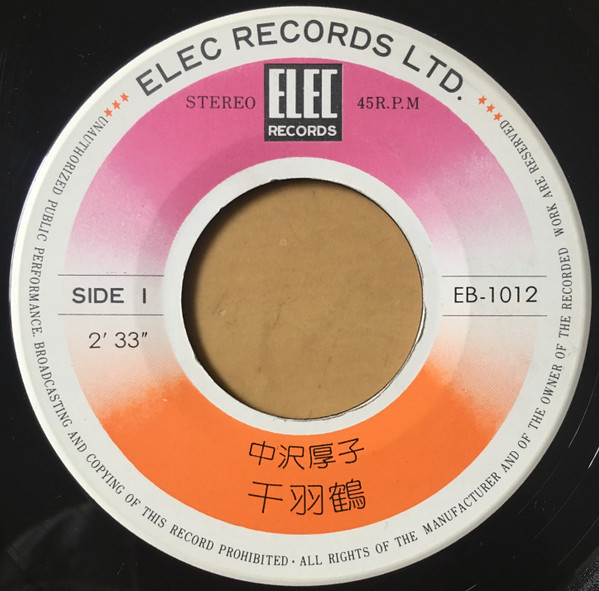 ELEC RECORDS LTD.
STEREO
ELEC
RECORDS
45R.P.M
SIDE 1
EB-1012
2' 33"
中沢厚子
千羽鶴
UNAUTHORIZED PUBLIC PERFORMANCE, BROADCASTING AND COPYING OF THIS RECORD PROHIBITED · ALL RIGHTS OF THE MANUFACTURER AND OF THE OWNER OF THE RECORDED WORK ARE RESERVED